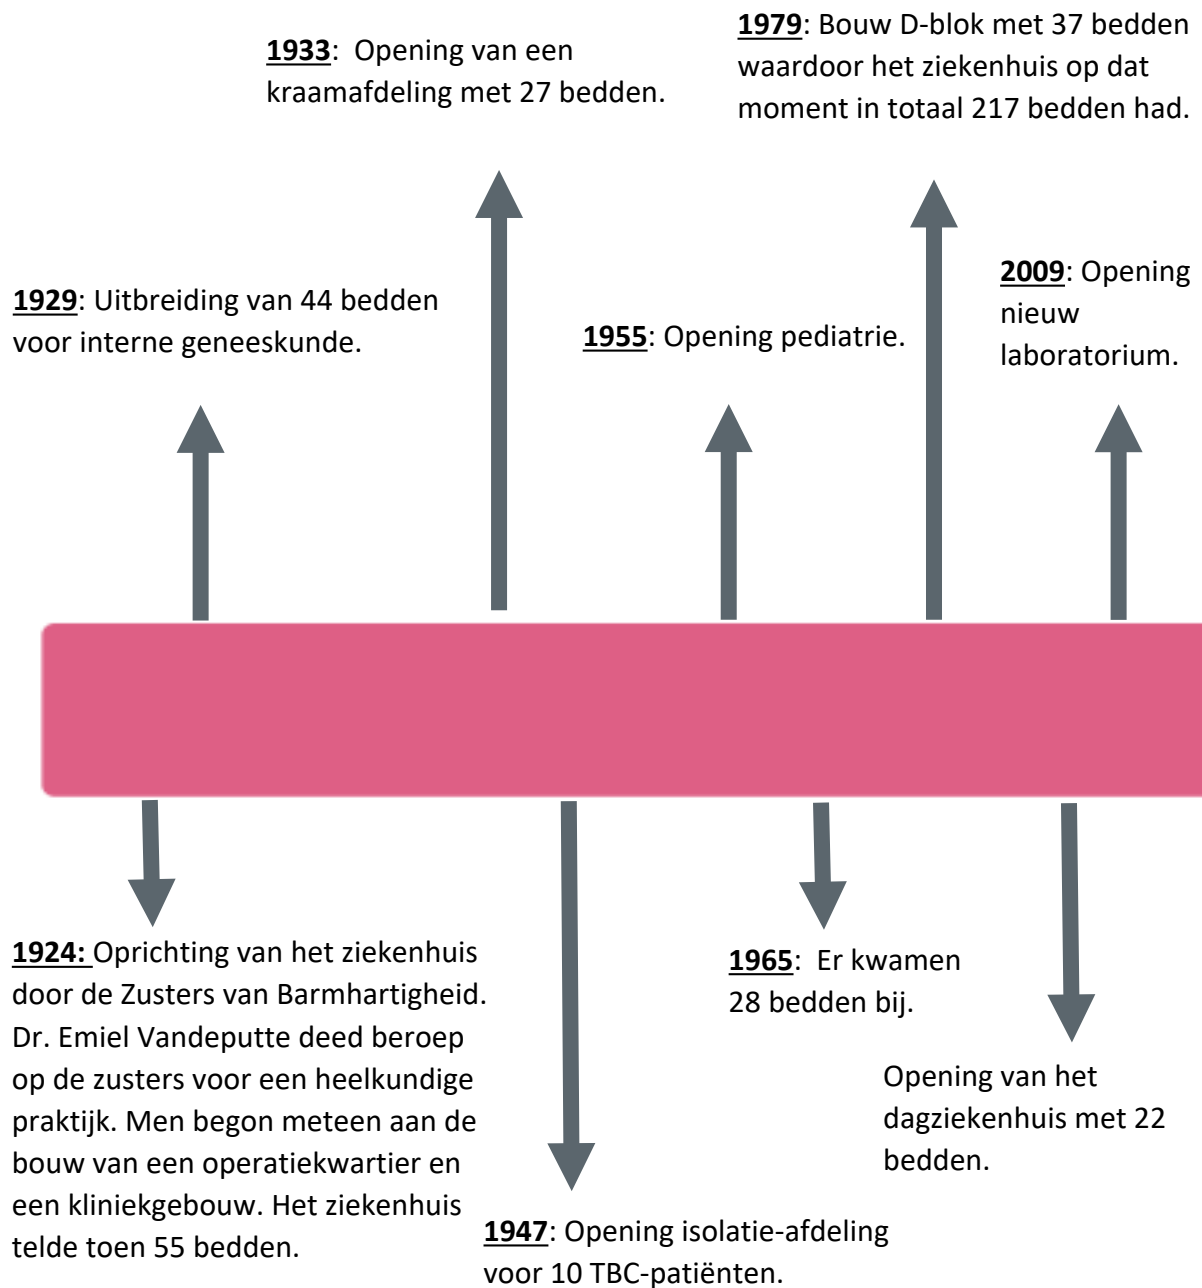 1933: Opening van een
kraamafdeling met 27 bedden.
1979: Bouw D-blok met 37 bedden
waardoor het ziekenhuis op dat
moment in totaal 217 bedden had.
1929: Uitbreiding van 44 bedden
voor interne geneeskunde.
1955: Opening pediatrie.
2009: Opening
nieuw
laboratorium.
1924: Oprichting van het ziekenhuis
door de Zusters van Barmhartigheid.
Dr. Emiel Vandeputte deed beroep
op de zusters voor een heelkundige
praktijk. Men begon meteen aan de
bouw van een operatiekwartier en
een kliniekgebouw. Het ziekenhuis
telde toen 55 bedden.
1947: Opening isolatie-afdeling
voor 10 TBC-patiënten.
1965: Er kwamen
28 bedden bij.
Opening van het
dagziekenhuis met 22
bedden.